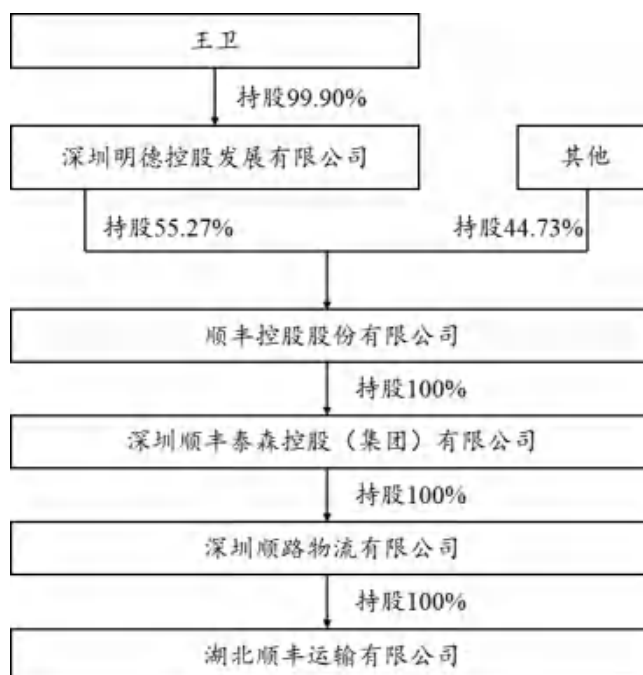 王卫
持股99.90%
深圳明德控股发展有限公司
其他
持股55.27%
持股44.73%
顺丰控股股份有限公司
持股100%
深圳顺丰泰森控股（集团）有限公司
持股100%
深圳顺路物流有限公司
持股100%
湖北顺丰运输有限公司